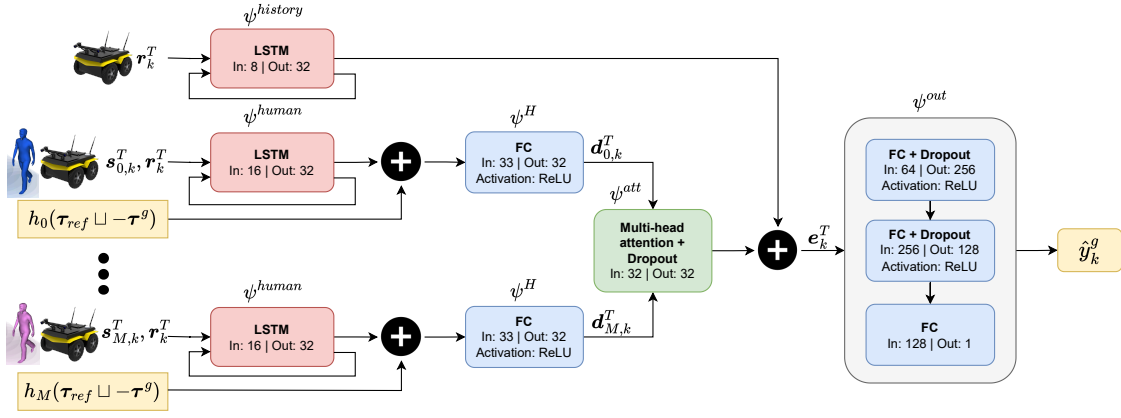 ψ^{history}
r_k^T
LSTM
In: 8 | Out: 32
ψ^{human}
s_{0,k}^T, r_k^T
LSTM
In: 16 | Out: 32
+
ψ^H
FC
In: 33 | Out: 32
Activation: ReLU
d_{0,k}^T
h_0(τ_{ref} ⊔ −τ^g)
ψ^{att}
Multi-head
attention +
Dropout
In: 32 | Out: 32
+
e_k^T
ψ^{out}
FC + Dropout
In: 64 | Out: 256
Activation: ReLU
FC + Dropout
In: 256 | Out: 128
Activation: ReLU
FC
In: 128 | Out: 1
ŷ_k^g
ψ^{human}
s_{M,k}^T, r_k^T
LSTM
In: 16 | Out: 32
+
ψ^H
FC
In: 33 | Out: 32
Activation: ReLU
d_{M,k}^T
h_M(τ_{ref} ⊔ −τ^g)